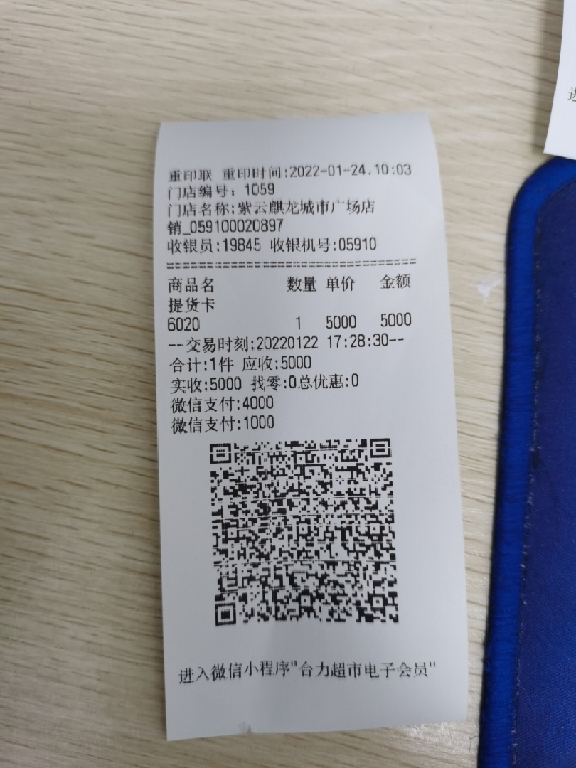 重印联 重印时间:2022-01-24,10:03
门店编号: 1059
门店名称:紫云麒龙城市广场店
销_059100020897
收银员:19845 收银机号:05910
商品名 数量 单价 金额
提货卡
6020 1 5000 5000
--交易时刻:20220122 17:28:30--
合计:1件 应收:5000
实收:5000 找零:0总优惠:0
微信支付:4000
微信支付:1000
进入微信小程序"合力超市电子会员"
进